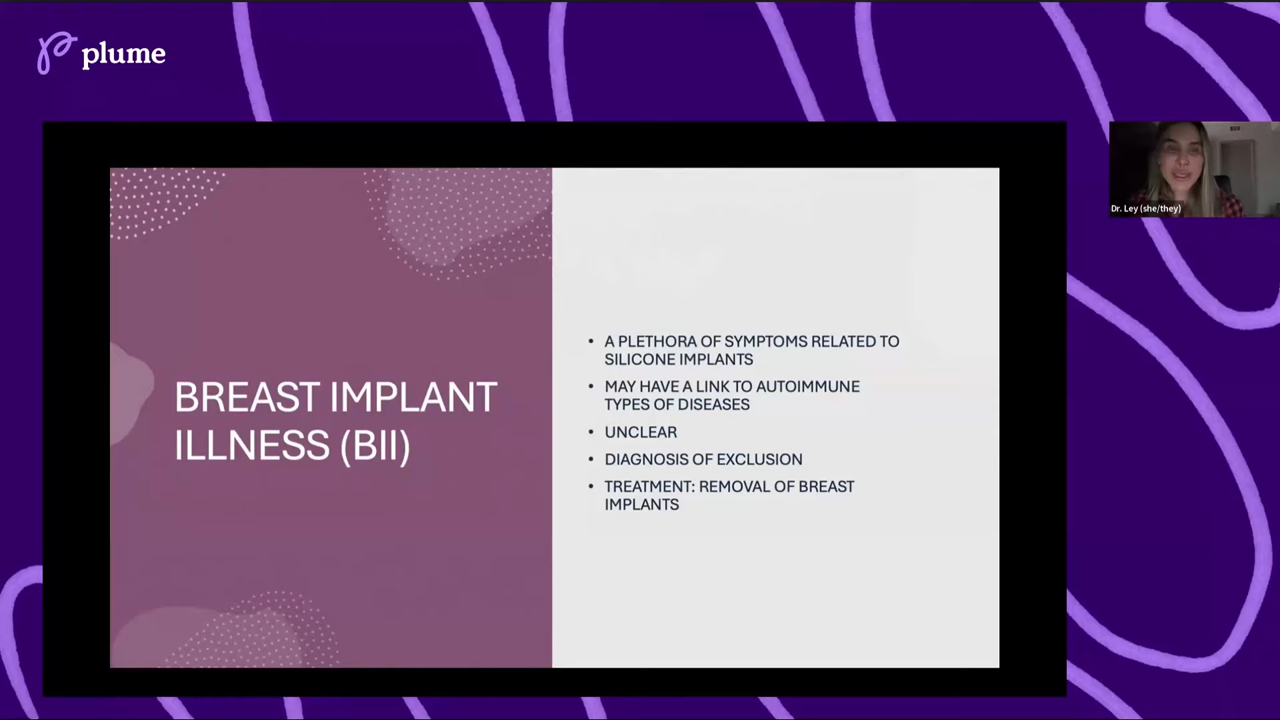 plume
BREAST IMPLANT
ILLNESS (BII)
• A PLETHORA OF SYMPTOMS RELATED TO
SILICONE IMPLANTS
• MAY HAVE A LINK TO AUTOIMMUNE
TYPES OF DISEASES
• UNCLEAR
• DIAGNOSIS OF EXCLUSION
• TREATMENT: REMOVAL OF BREAST
IMPLANTS
Dr. Ley (she/they)